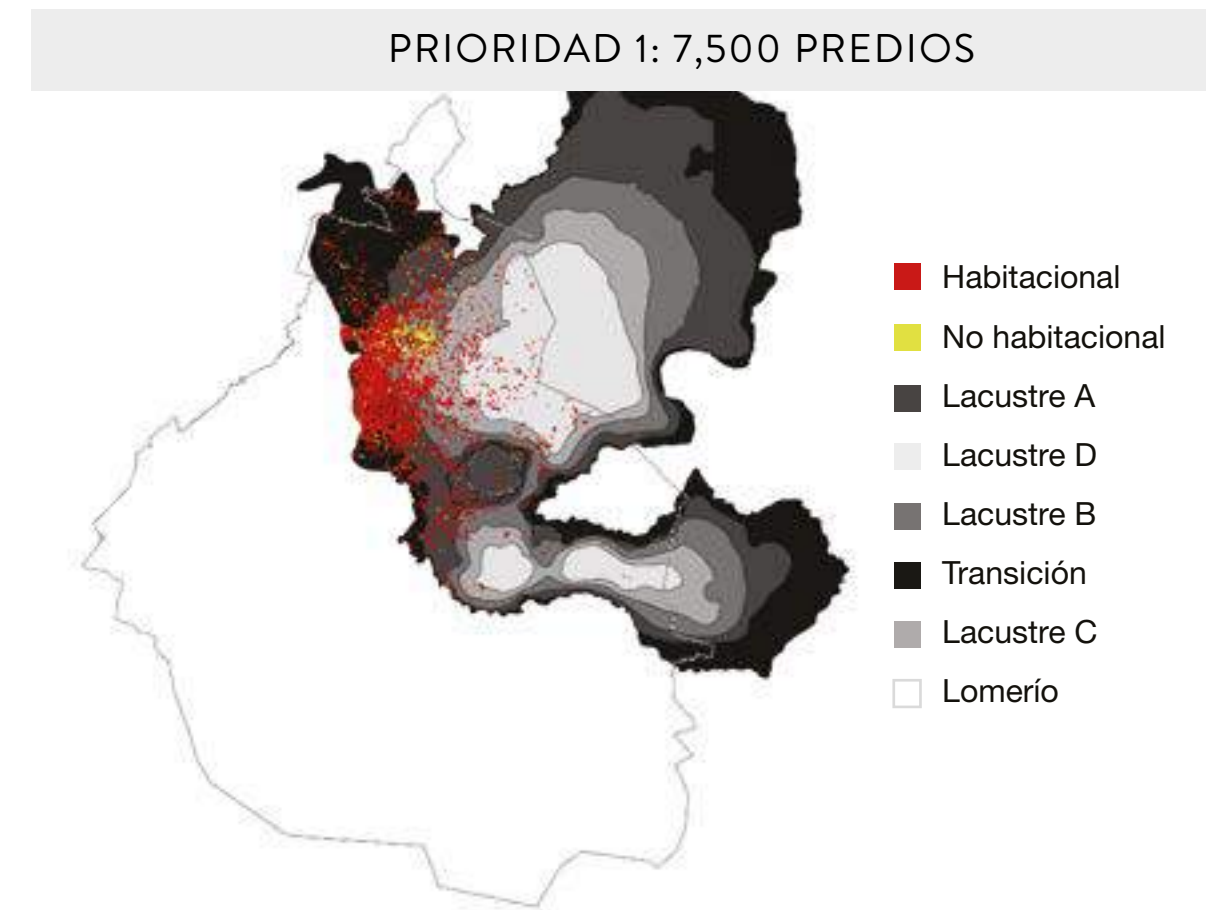 PRIORIDAD 1: 7,500 PREDIOS
Habitacional
No habitacional
Lacustre A
Lacustre D
Lacustre B
Transición
Lacustre C
Lomerío